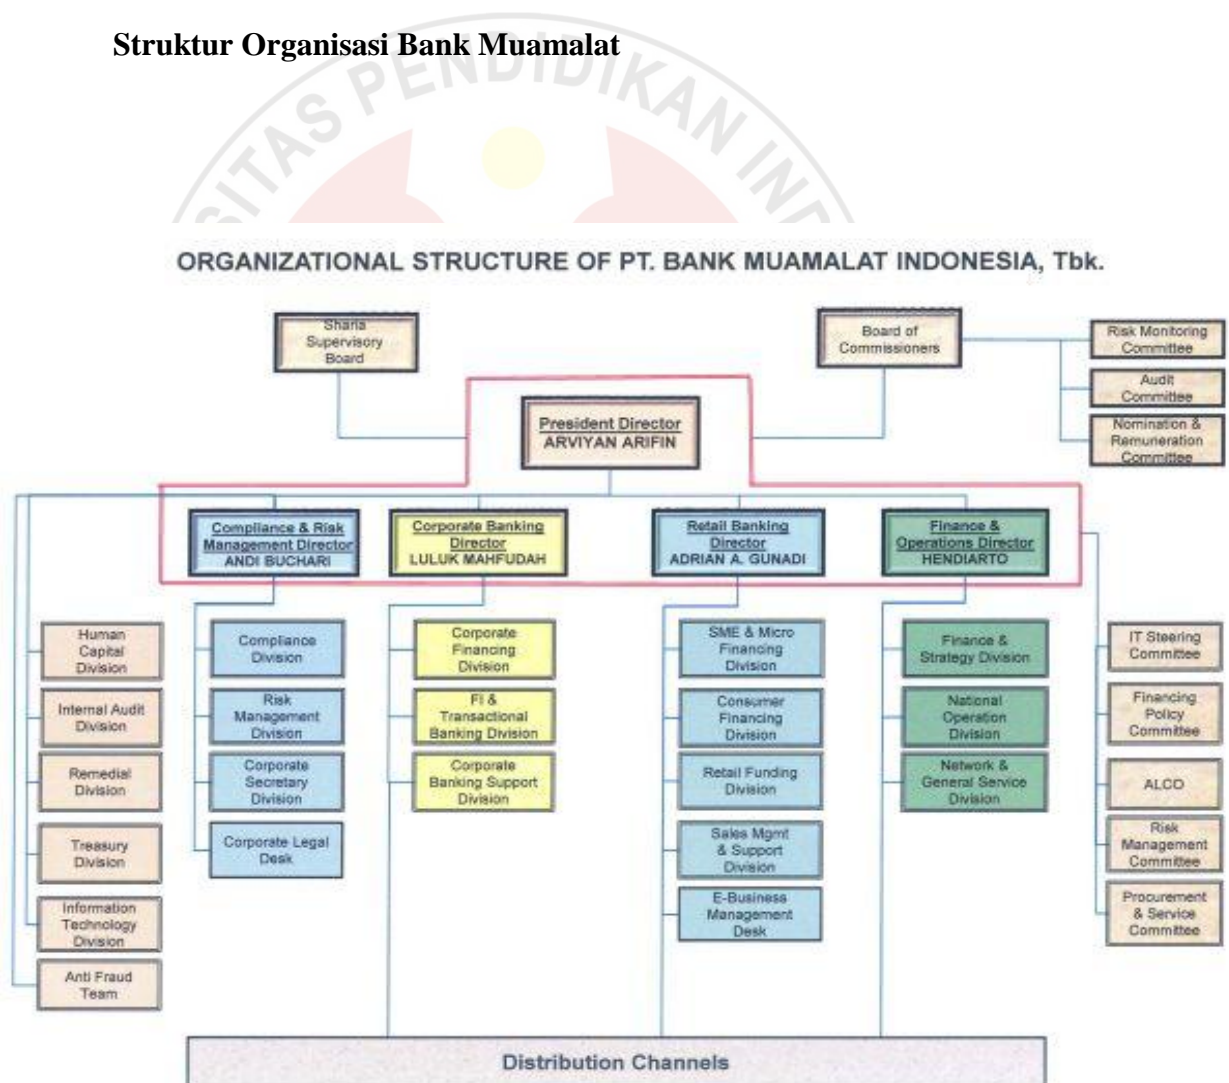 Struktur Organisasi Bank Muamalat
ITAS PENDIDIKAN IND
ORGANIZATIONAL STRUCTURE OF PT. BANK MUAMALAT INDONESIA, Tbk.
Sharia
Supervisory
Board
Board of
Commissioners
Risk Monitoring
Committee
Audit
Committee
Nomination &
Remuneration
Committee
President Director
ARVIYAN ARIFIN
Compliance & Risk
Management Director
ANDI BUCHARI
Corporate Banking
Director
LULUK MAHFUDAH
Retail Banking
Director
ADRIAN A. GUNADI
Finance &
Operations Director
HENDIARTO
Human
Capital
Division
Internal Audit
Division
Remedial
Division
Treasury
Division
Information
Technology
Division
Anti Fraud
Team
Compliance
Division
Risk
Management
Division
Corporate
Secretary
Division
Corporate Legal
Desk
Corporate
Financing
Division
FI &
Transactional
Banking Division
Corporate
Banking Support
Division
SME & Micro
Financing
Division
Consumer
Financing
Division
Retail Funding
Division
Sales Mgmt
& Support
Division
E-Business
Management
Desk
Finance &
Strategy Division
National
Operation
Division
Network &
General Service
Division
IT Steering
Committee
Financing
Policy
Committee
ALCO
Risk
Management
Committee
Procurement
& Service
Committee
Distribution Channels